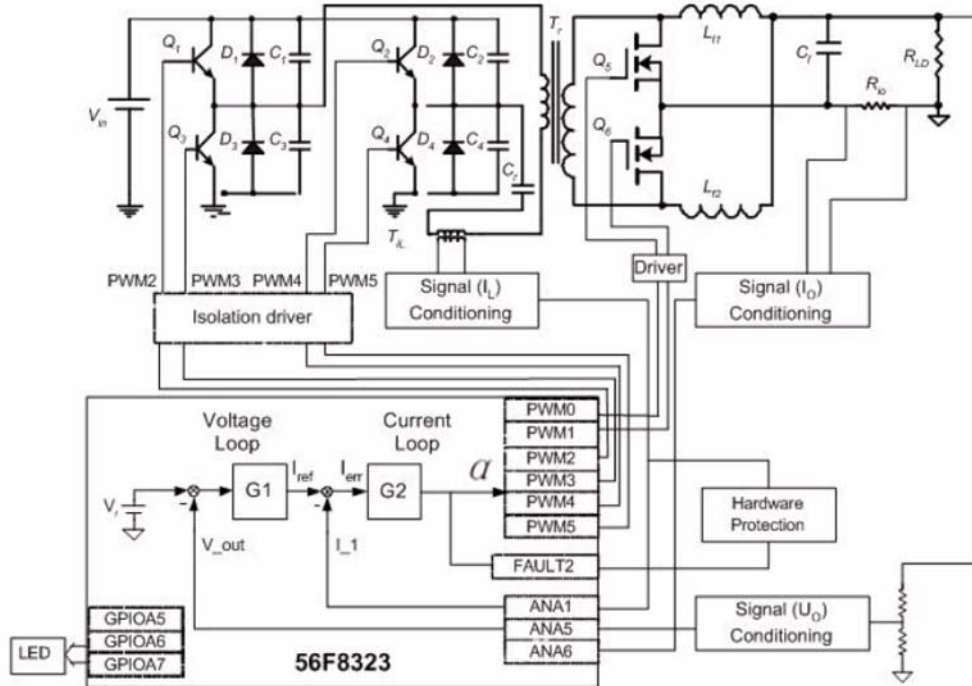 Q1 D1 C1
Q2 D2 C2
Tr
Lf1
Q5
Cf
RLD
Rio
Vin
Q3 D3 C3
Q4 D4 C4
Cr
Q6
Lf2
TiL
PWM2 PWM3 PWM4 PWM5
Driver
Isolation driver
Signal (IL)
Conditioning
Signal (IO)
Conditioning
Voltage
Loop
Current
Loop
PWM0
PWM1
PWM2
PWM3
PWM4
PWM5
Iref
Ierr
G1
G2
a
Vr
-
-
V_out
I_1
Hardware
Protection
FAULT2
ANA1
ANA5
ANA6
Signal (UO)
Conditioning
GPIOA5
GPIOA6
GPIOA7
LED
56F8323